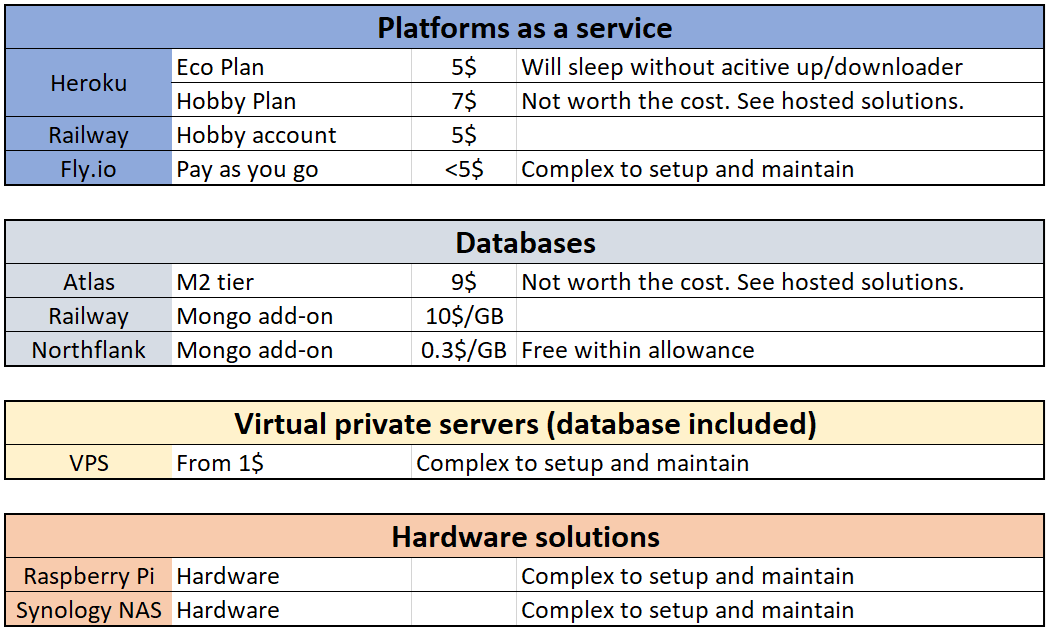 Platforms as a service
Heroku
Eco Plan 5$ Will sleep without acitive up/downloader
Hobby Plan 7$ Not worth the cost. See hosted solutions.
Railway Hobby account 5$
Fly.io Pay as you go <5$ Complex to setup and maintain
Databases
Atlas M2 tier 9$ Not worth the cost. See hosted solutions.
Railway Mongo add-on 10$/GB
Northflank Mongo add-on 0.3$/GB Free within allowance
Virtual private servers (database included)
VPS From 1$ Complex to setup and maintain
Hardware solutions
Raspberry Pi Hardware Complex to setup and maintain
Synology NAS Hardware Complex to setup and maintain